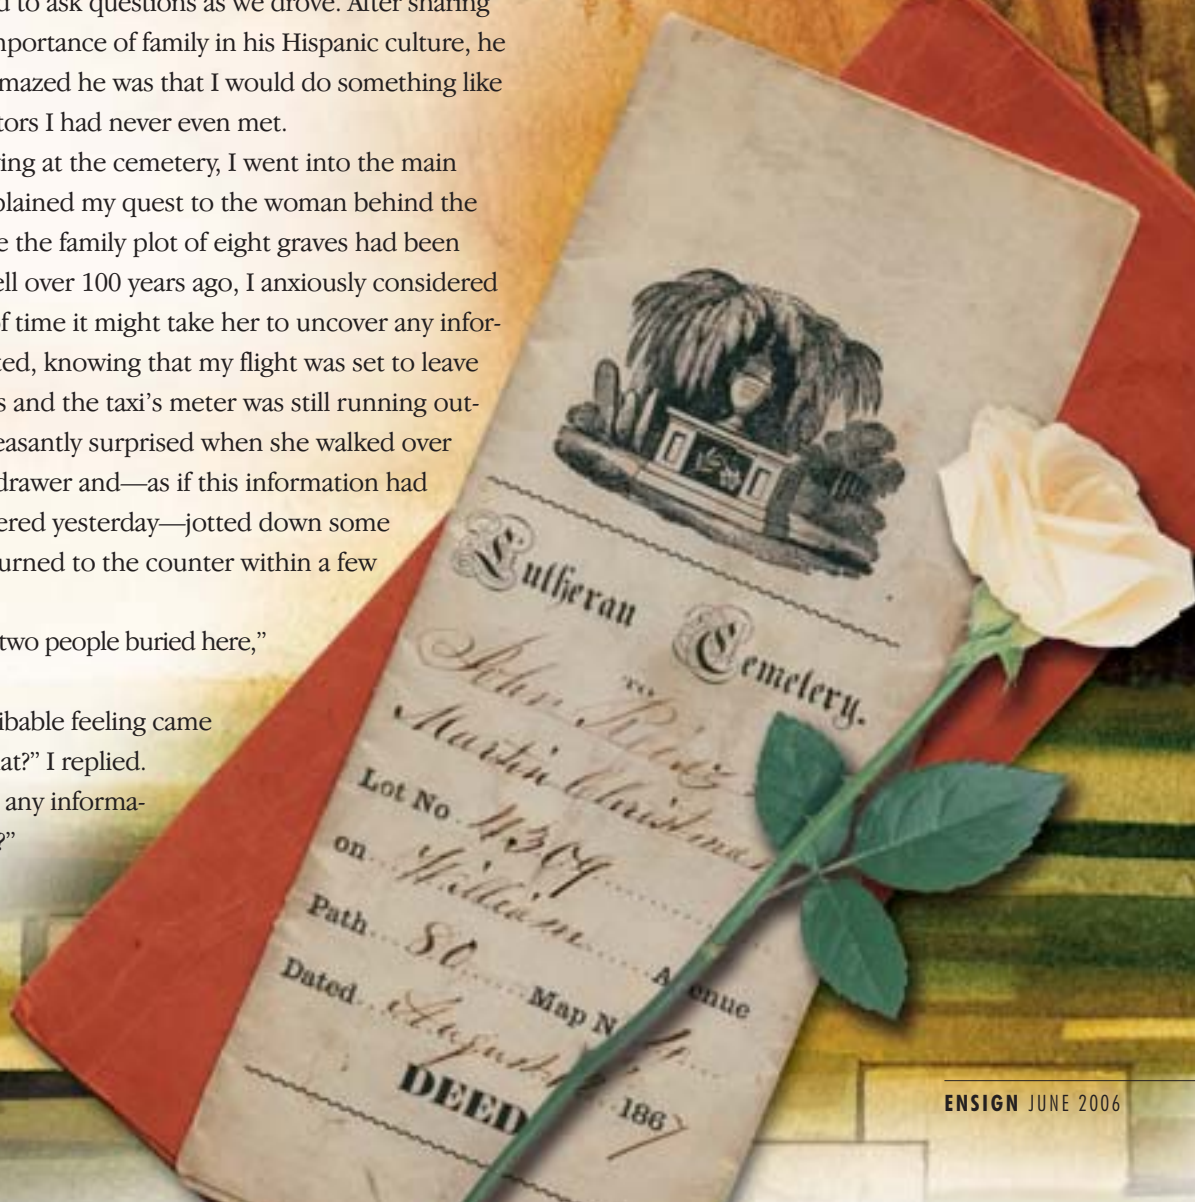 d to ask questions as we drove. After sharing
mportance of family in his Hispanic culture, he
mazed he was that I would do something like
tors I had never even met.
ing at the cemetery, I went into the main
plained my quest to the woman behind the
e the family plot of eight graves had been
ell over 100 years ago, I anxiously considered
f time it might take her to uncover any infor-
ted, knowing that my flight was set to leave
s and the taxi’s meter was still running out-
easantly surprised when she walked over
drawer and—as if this information had
ered yesterday—jotted down some
urned to the counter within a few
two people buried here,”
ibable feeling came
at?” I replied.
any informa-
?”
Lutheran Cemetery.
TO
John
Martin Christman
Lot No 4309
on William Avenue
Path 80 Map N
Dated August 1867
DEED
ENSIGN JUNE 2006